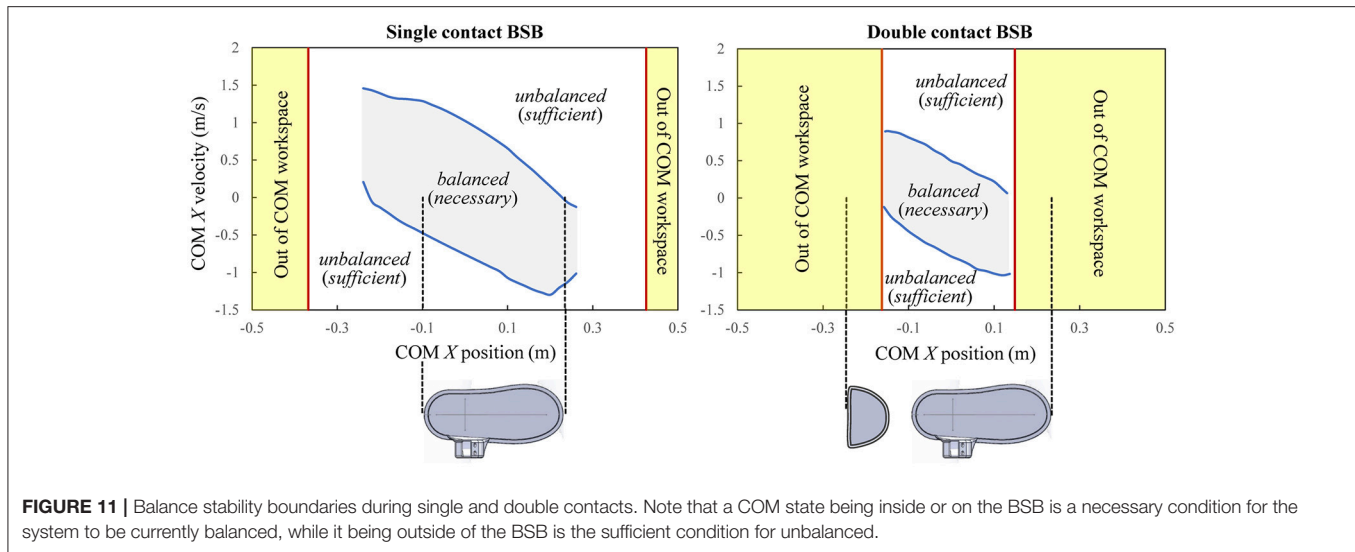 Single contact BSB
2
1.5
1
0.5
0
-0.5
-1
-1.5
COM X velocity (m/s)
Out of COM workspace
unbalanced
(sufficient)
balanced
(necessary)
unbalanced
(sufficient)
Out of COM workspace
-0.5 -0.3 -0.1 0.1 0.3 0.5
COM X position (m)
Double contact BSB
2
1.5
1
0.5
0
-0.5
-1
-1.5
Out of COM workspace
unbalanced
(sufficient)
balanced
(necessary)
unbalanced
(sufficient)
Out of COM workspace
-0.5 -0.3 -0.1 0.1 0.3 0.5
COM X position (m)
FIGURE 11 | Balance stability boundaries during single and double contacts. Note that a COM state being inside or on the BSB is a necessary condition for the
system to be currently balanced, while it being outside of the BSB is the sufficient condition for unbalanced.